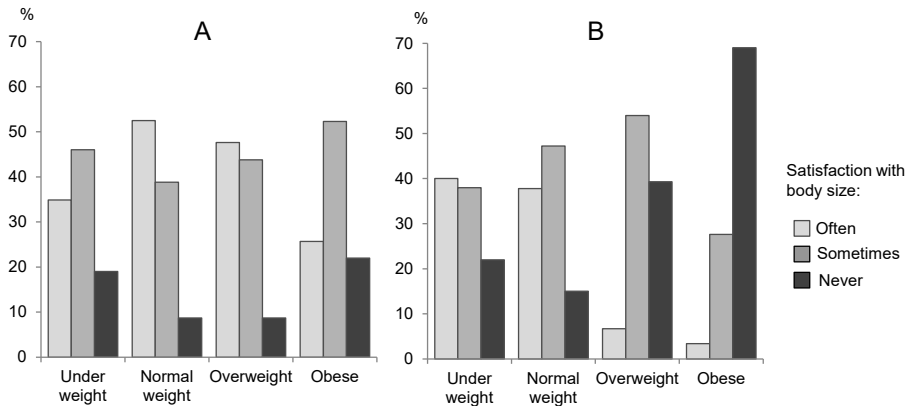 %
A
70
60
50
40
30
20
10
0
Under weight
Normal weight
Overweight
Obese
%
B
70
60
50
40
30
20
10
0
Under weight
Normal weight
Overweight
Obese
Satisfaction with
body size:
Often
Sometimes
Never